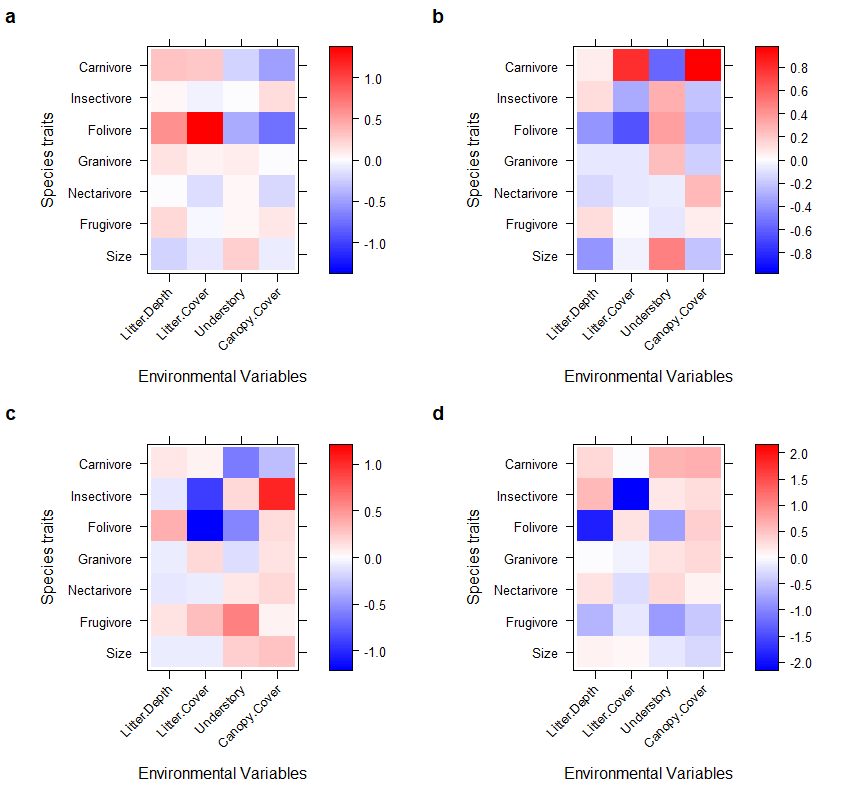 a
Species traits
Carnivore
Insectivore
Folivore
Granivore
Nectarivore
Frugivore
Size
Litter.Depth
Litter.Cover
Understory
Canopy.Cover
Environmental Variables
1.0
0.5
0.0
-0.5
-1.0
b
Species traits
Carnivore
Insectivore
Folivore
Granivore
Nectarivore
Frugivore
Size
Litter.Depth
Litter.Cover
Understory
Canopy.Cover
Environmental Variables
0.8
0.6
0.4
0.2
0.0
-0.2
-0.4
-0.6
-0.8
c
Species traits
Carnivore
Insectivore
Folivore
Granivore
Nectarivore
Frugivore
Size
Litter.Depth
Litter.Cover
Understory
Canopy.Cover
Environmental Variables
1.0
0.5
0.0
-0.5
-1.0
d
Species traits
Carnivore
Insectivore
Folivore
Granivore
Nectarivore
Frugivore
Size
Litter.Depth
Litter.Cover
Understory
Canopy.Cover
Environmental Variables
2.0
1.5
1.0
0.5
0.0
-0.5
-1.0
-1.5
-2.0